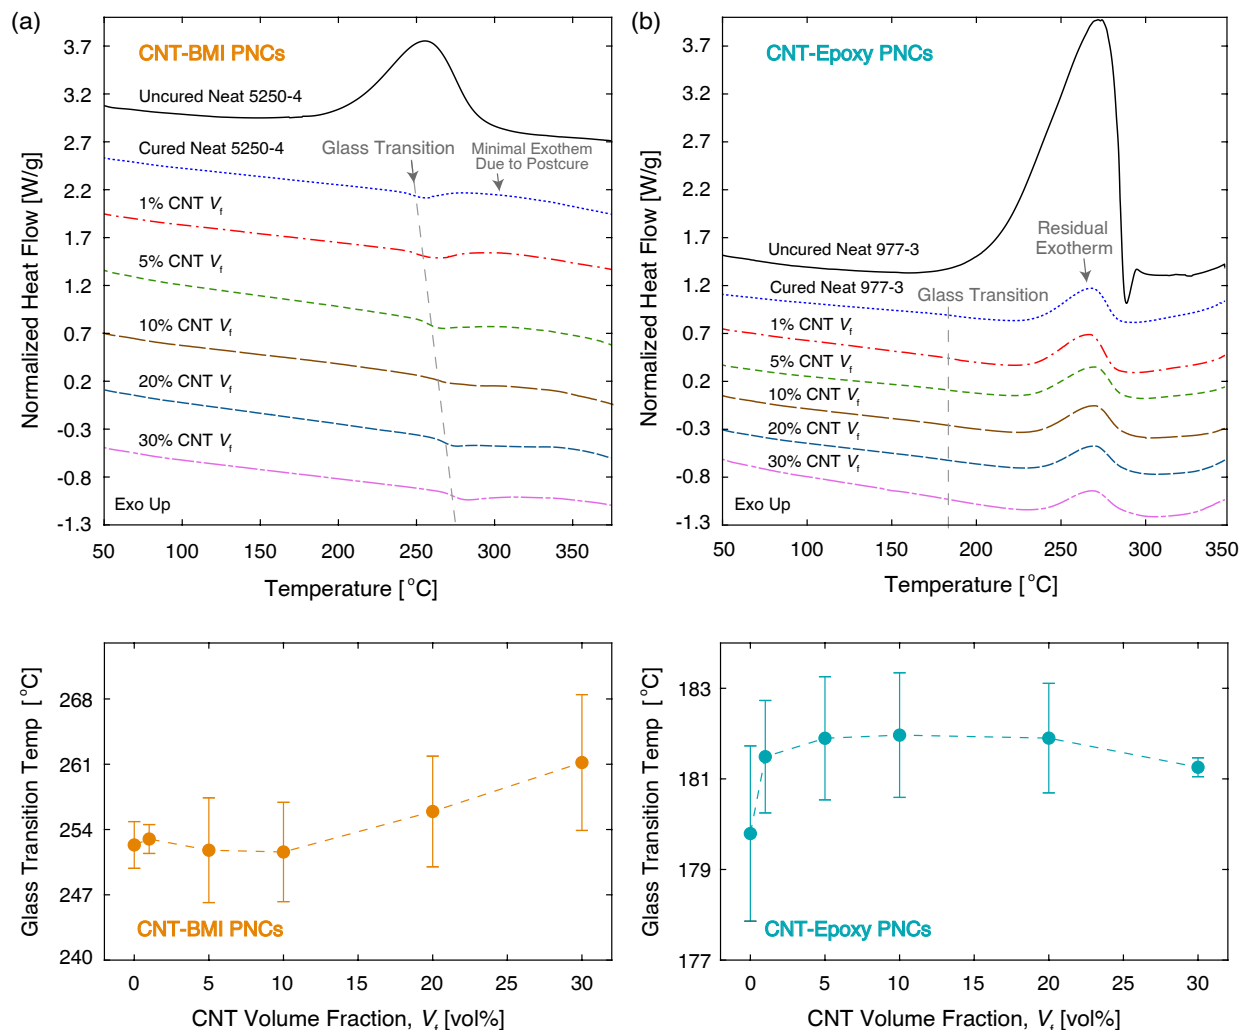 (a)
CNT-BMI PNCs
Uncured Neat 5250-4
Cured Neat 5250-4
Glass Transition
Minimal Exothem
Due to Postcure
1% CNT Vf
5% CNT Vf
10% CNT Vf
20% CNT Vf
30% CNT Vf
Exo Up
Normalized Heat Flow [W/g]
3.7
3.2
2.7
2.2
1.7
1.2
0.7
0.2
-0.3
-0.8
-1.3
50 100 150 200 250 300 350
Temperature [°C]
(b)
CNT-Epoxy PNCs
Uncured Neat 977-3
Residual
Exotherm
Cured Neat 977-3
Glass Transition
1% CNT Vf
5% CNT Vf
10% CNT Vf
20% CNT Vf
30% CNT Vf
Exo Up
Normalized Heat Flow [W/g]
3.7
3.2
2.7
2.2
1.7
1.2
0.7
0.2
-0.3
-0.8
-1.3
50 100 150 200 250 300 350
Temperature [°C]
Glass Transition Temp [°C]
268
261
254
247
240
CNT-BMI PNCs
0 5 10 15 20 25 30
CNT Volume Fraction, Vf [vol%]
Glass Transition Temp [°C]
183
181
179
177
CNT-Epoxy PNCs
0 5 10 15 20 25 30
CNT Volume Fraction, Vf [vol%]